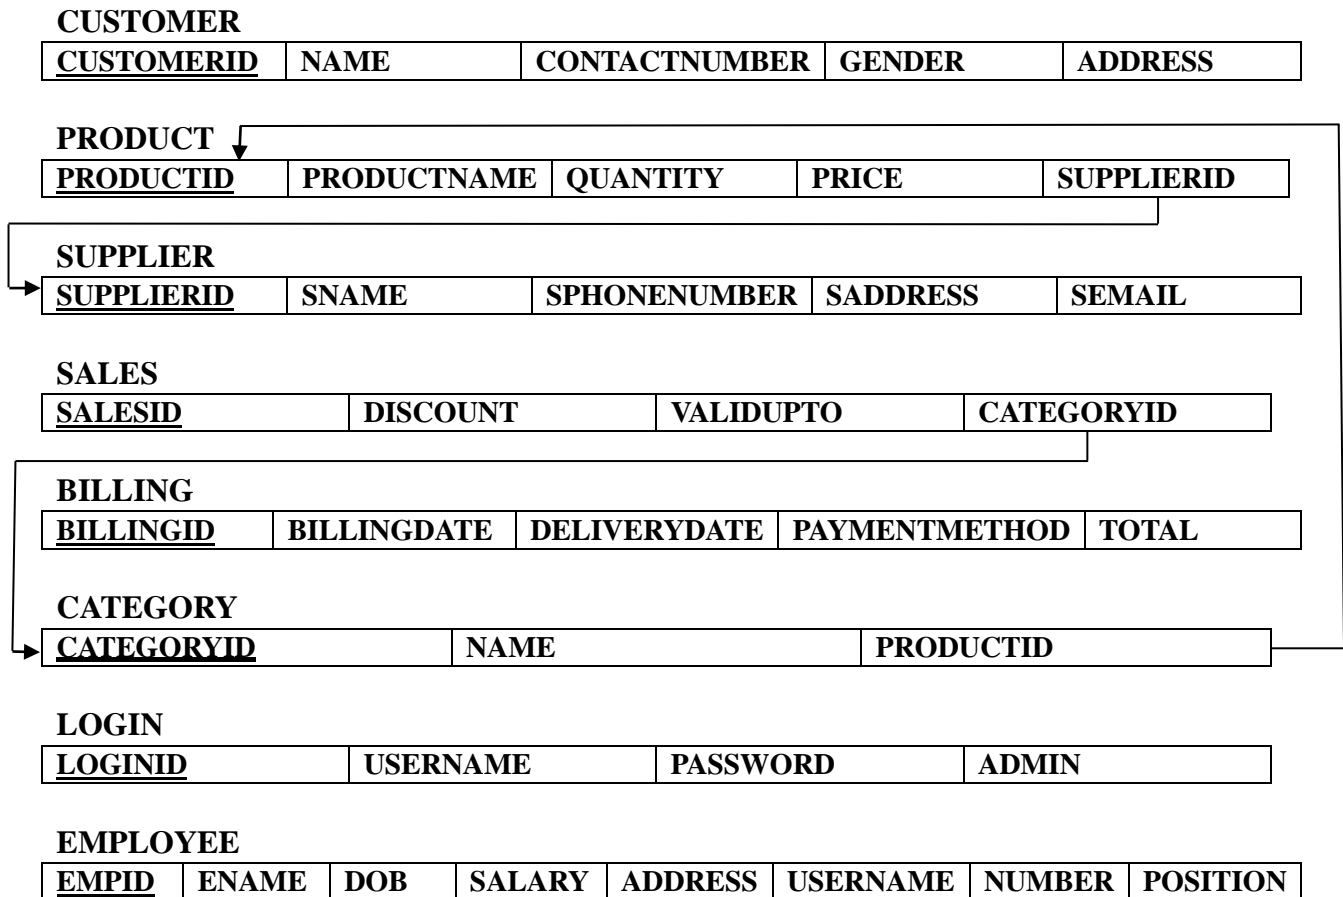 CUSTOMER
CUSTOMERID NAME CONTACTNUMBER GENDER ADDRESS
PRODUCT
PRODUCTID PRODUCTNAME QUANTITY PRICE SUPPLIERID
SUPPLIER
SUPPLIERID SNAME SPHONENUMBER SADDRESS SEMAIL
SALES
SALESID DISCOUNT VALIDUPTO CATEGORYID
BILLING
BILLINGID BILLINGDATE DELIVERYDATE PAYMENTMETHOD TOTAL
CATEGORY
CATEGORYID NAME PRODUCTID
LOGIN
LOGINID USERNAME PASSWORD ADMIN
EMPLOYEE
EMPID ENAME DOB SALARY ADDRESS USERNAME NUMBER POSITION